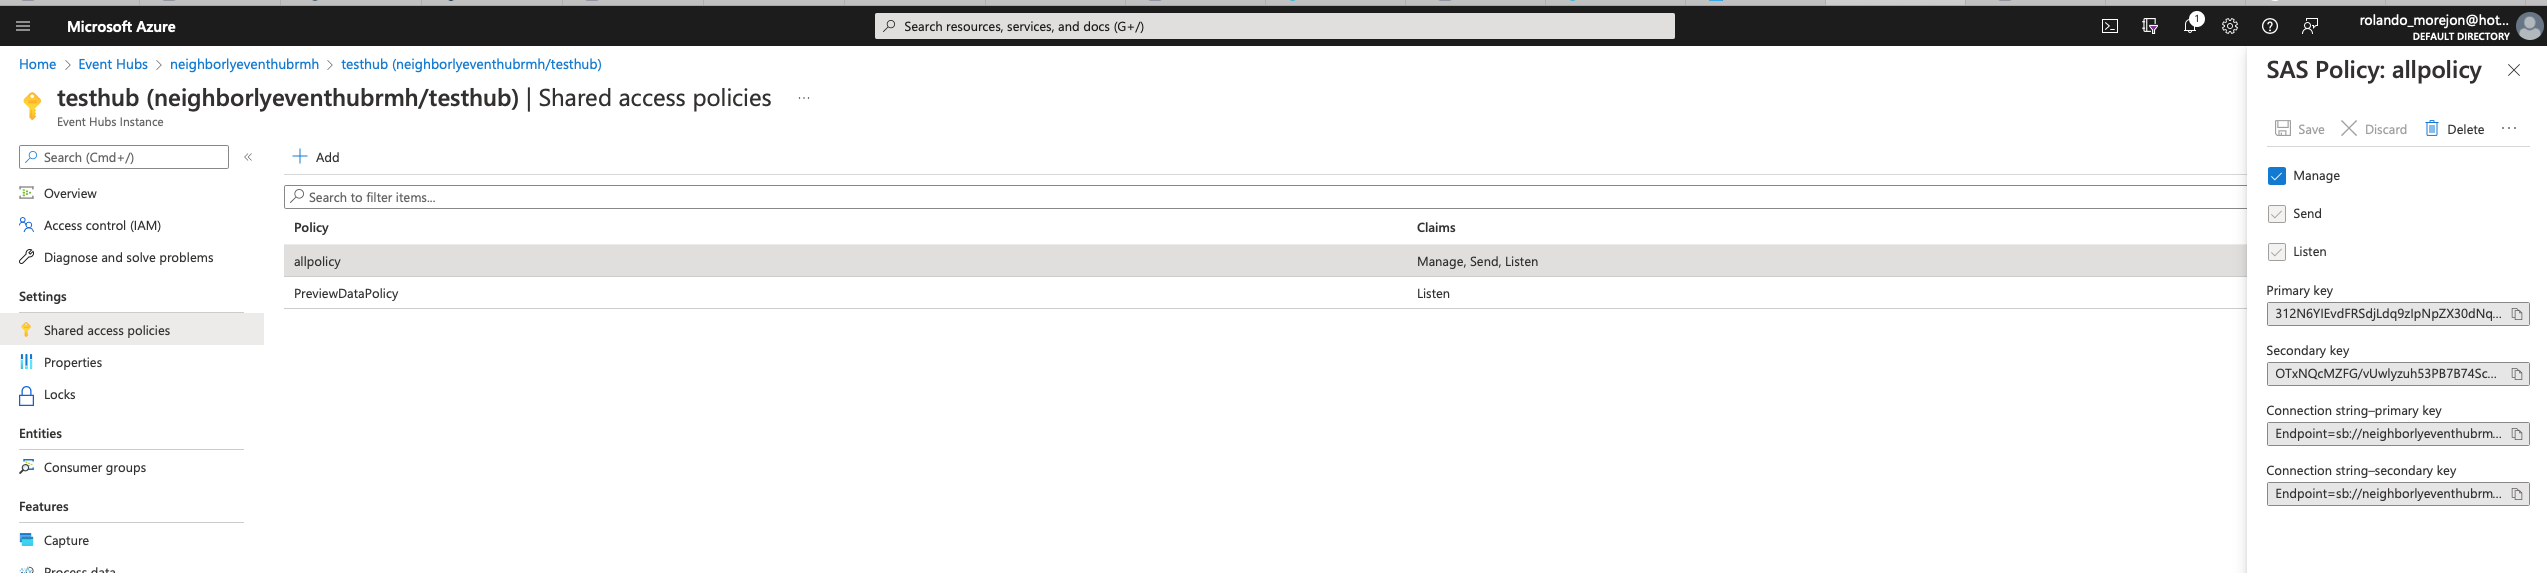 Microsoft Azure
Search resources, services, and docs (G+/)
1
rolando_morejon@hot...
DEFAULT DIRECTORY
Home > Event Hubs > neighborlyeventhubrmh > testhub (neighborlyeventhubrmh/testhub)
testhub (neighborlyeventhubrmh/testhub) | Shared access policies ...
Event Hubs Instance
Search (Cmd+/)
«
Overview
Access control (IAM)
Diagnose and solve problems
Settings
Shared access policies
Properties
Locks
Entities
Consumer groups
Features
Capture
Process data
+ Add
Search to filter items...
Policy Claims
allpolicy Manage, Send, Listen
PreviewDataPolicy Listen
SAS Policy: allpolicy
Save Discard Delete ...
Manage
Send
Listen
Primary key
312N6YIEvdFRSdjLdq9zIpNpZX30dNq...
Secondary key
OTxNQcMZFG/vUwlyzuh53PB7B74Sc...
Connection string–primary key
Endpoint=sb://neighborlyeventhubrm...
Connection string–secondary key
Endpoint=sb://neighborlyeventhubrm...